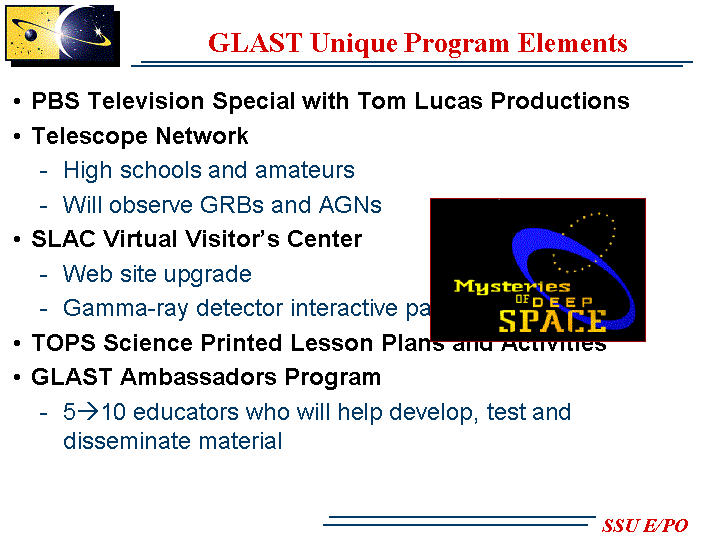 GLAST Unique Program Elements
• PBS Television Special with Tom Lucas Productions
• Telescope Network
- High schools and amateurs
- Will observe GRBs and AGNs
• SLAC Virtual Visitor’s Center
- Web site upgrade
- Gamma-ray detector interactive
Mysteries
OF DEEP
SPACE
• TOPS Science Printed Lesson Plans and Activities
• GLAST Ambassadors Program
- 5→10 educators who will help develop, test and
disseminate material
SSU E/PO